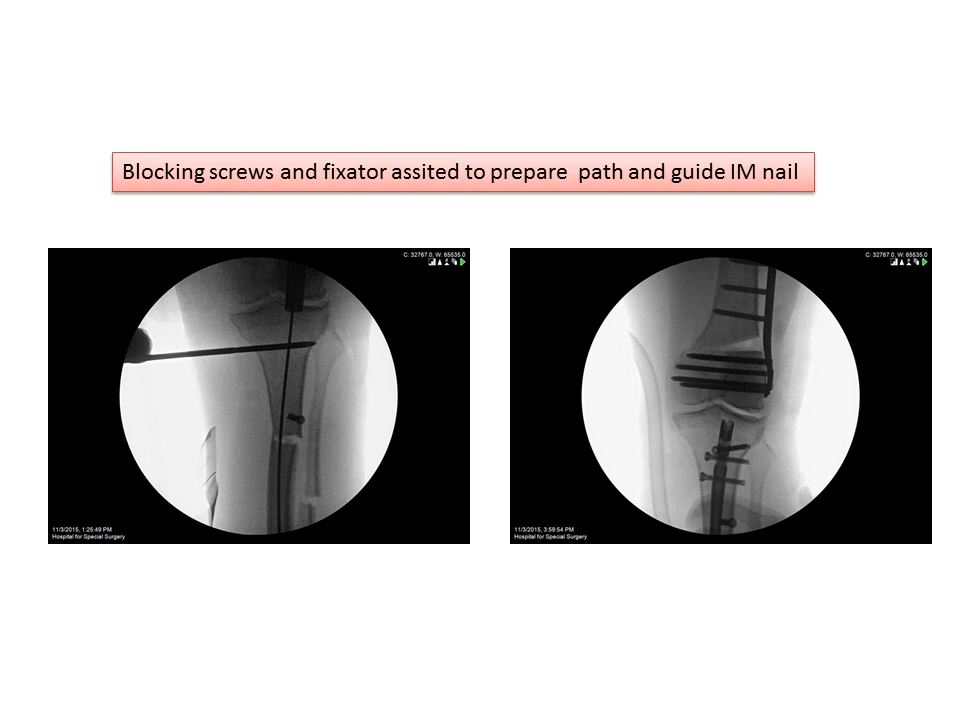 Blocking screws and fixator assited to prepare  path and guide IM nail
C: 32767.0, W: 65535.0
11/3/2015, 1:25:49 PM
Hospital for Special Surgery
C: 32767.0, W: 65535.0
11/3/2015, 3:59:54 PM
Hospital for Special Surgery